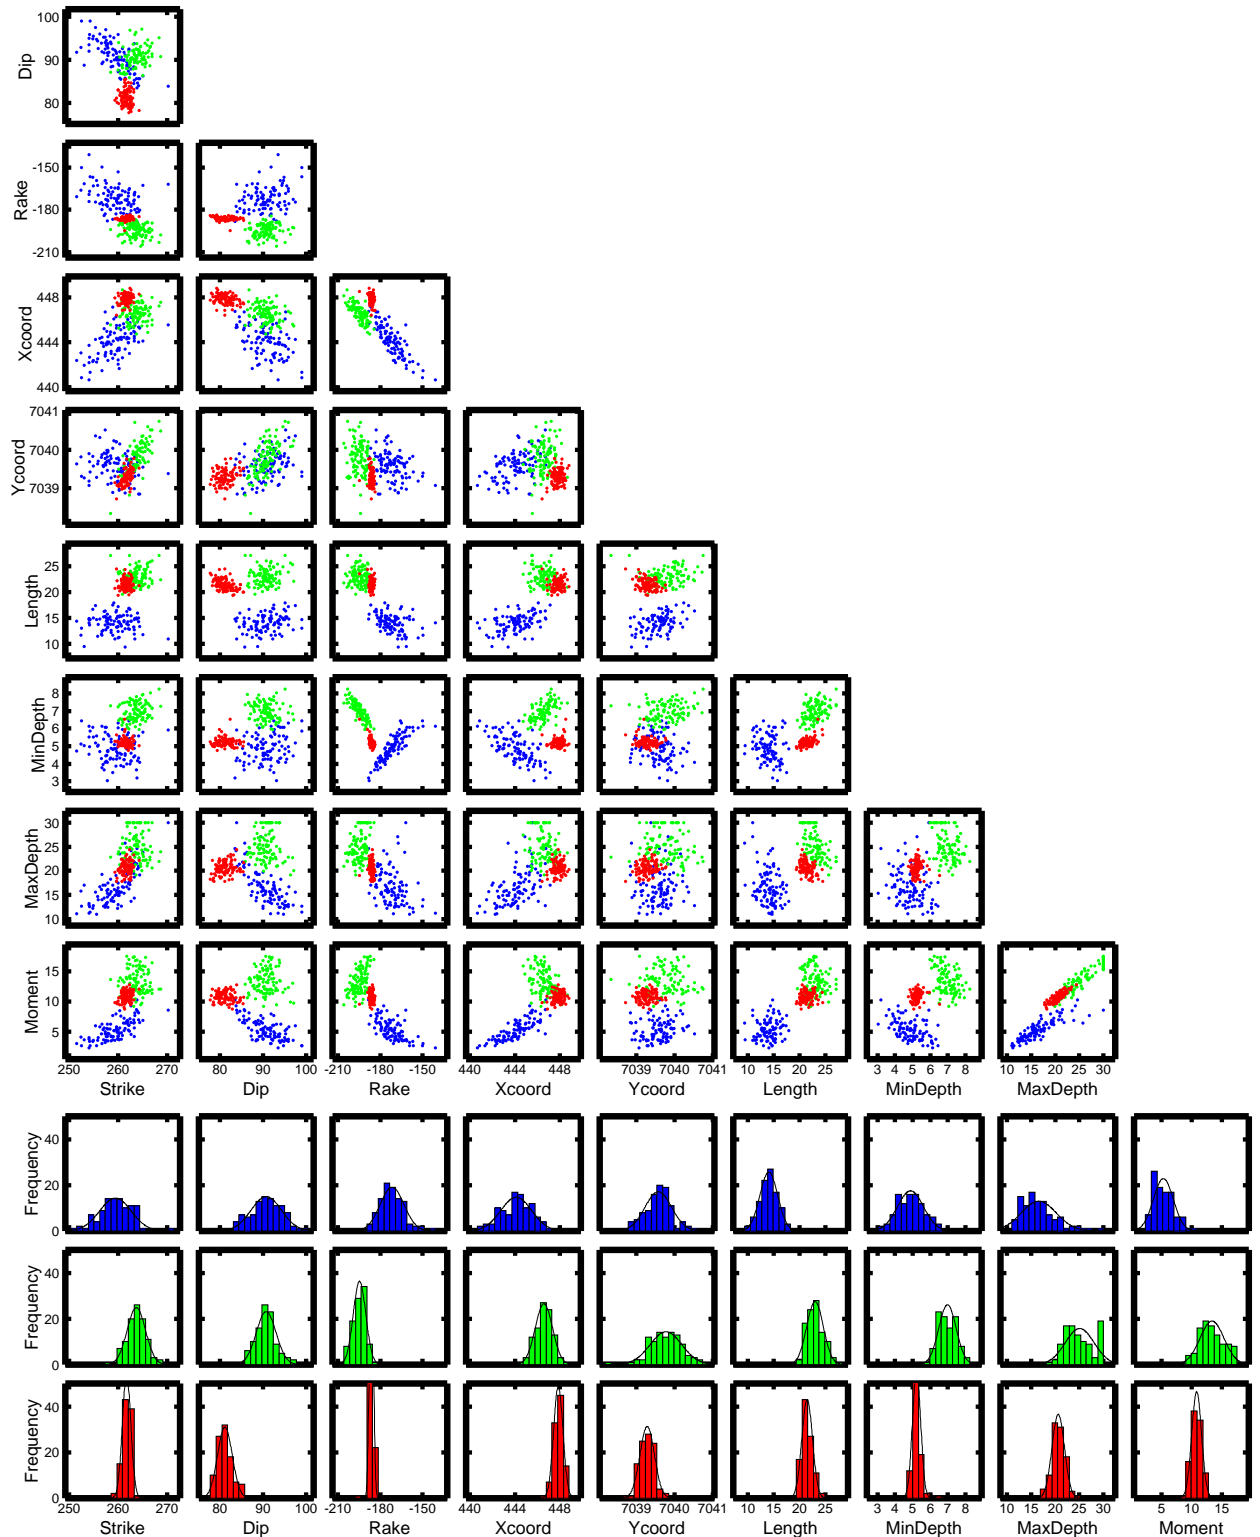 100
90
80
Dip
-150
-180
-210
Rake
448
444
440
Xcoord
7041
7040
7039
Ycoord
25
20
15
10
Length
8
7
6
5
4
3
MinDepth
30
25
20
15
10
MaxDepth
15
10
5
Moment
250 260 270 80 90 100 -210 -180 -150 440 444 448 7039 7040 7041 10 15 20 25 3 4 5 6 7 8 10 15 20 25 30
Strike Dip Rake Xcoord Ycoord Length MinDepth MaxDepth
40
20
0
Frequency
40
20
0
Frequency
40
20
0
Frequency
250 260 270 80 90 100 -210 -180 -150 440 444 448 7039 7040 7041 10 15 20 25 3 4 5 6 7 8 10 15 20 25 30 5 10 15
Strike Dip Rake Xcoord Ycoord Length MinDepth MaxDepth Moment